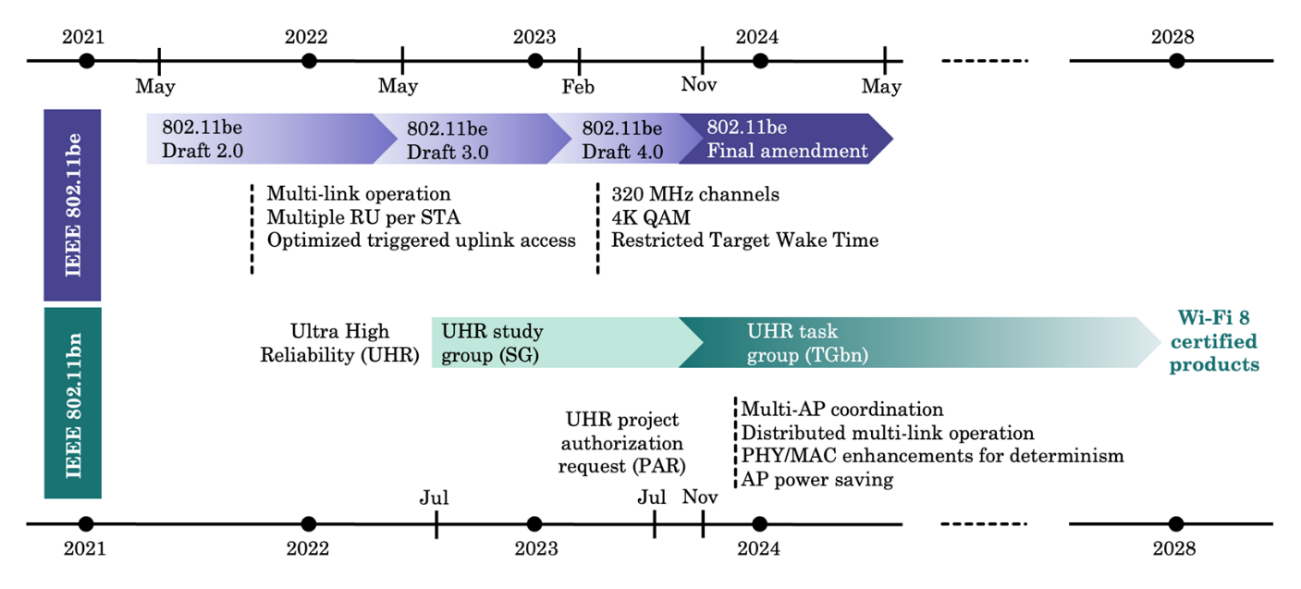 2021 2022 2023 2024 2028
May May Feb Nov May
IEEE 802.11be
802.11be
Draft 2.0
802.11be
Draft 3.0
802.11be
Draft 4.0
802.11be
Final amendment
Multi-link operation
Multiple RU per STA
Optimized triggered uplink access
320 MHz channels
4K QAM
Restricted Target Wake Time
IEEE 802.11bn
Ultra High
Reliability (UHR)
UHR study
group (SG)
UHR task
group (TGbn)
Wi-Fi 8
certified
products
UHR project
authorization
request (PAR)
Multi-AP coordination
Distributed multi-link operation
PHY/MAC enhancements for determinism
AP power saving
Jul Jul Nov
2021 2022 2023 2024 2028